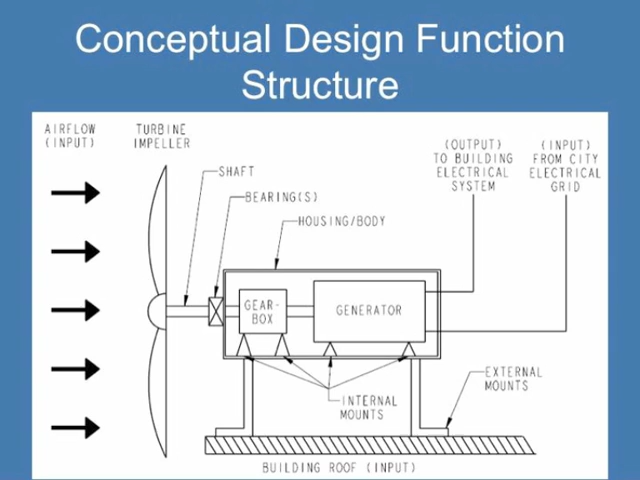 Conceptual Design Function
Structure
AIRFLOW
(INPUT)
TURBINE
IMPELLER
SHAFT
BEARING(S)
HOUSING/BODY
(OUTPUT)
TO BUILDING
ELECTRICAL
SYSTEM
(INPUT)
FROM CITY
ELECTRICAL
GRID
GEAR-
BOX
GENERATOR
INTERNAL
MOUNTS
EXTERNAL
MOUNTS
BUILDING ROOF (INPUT)